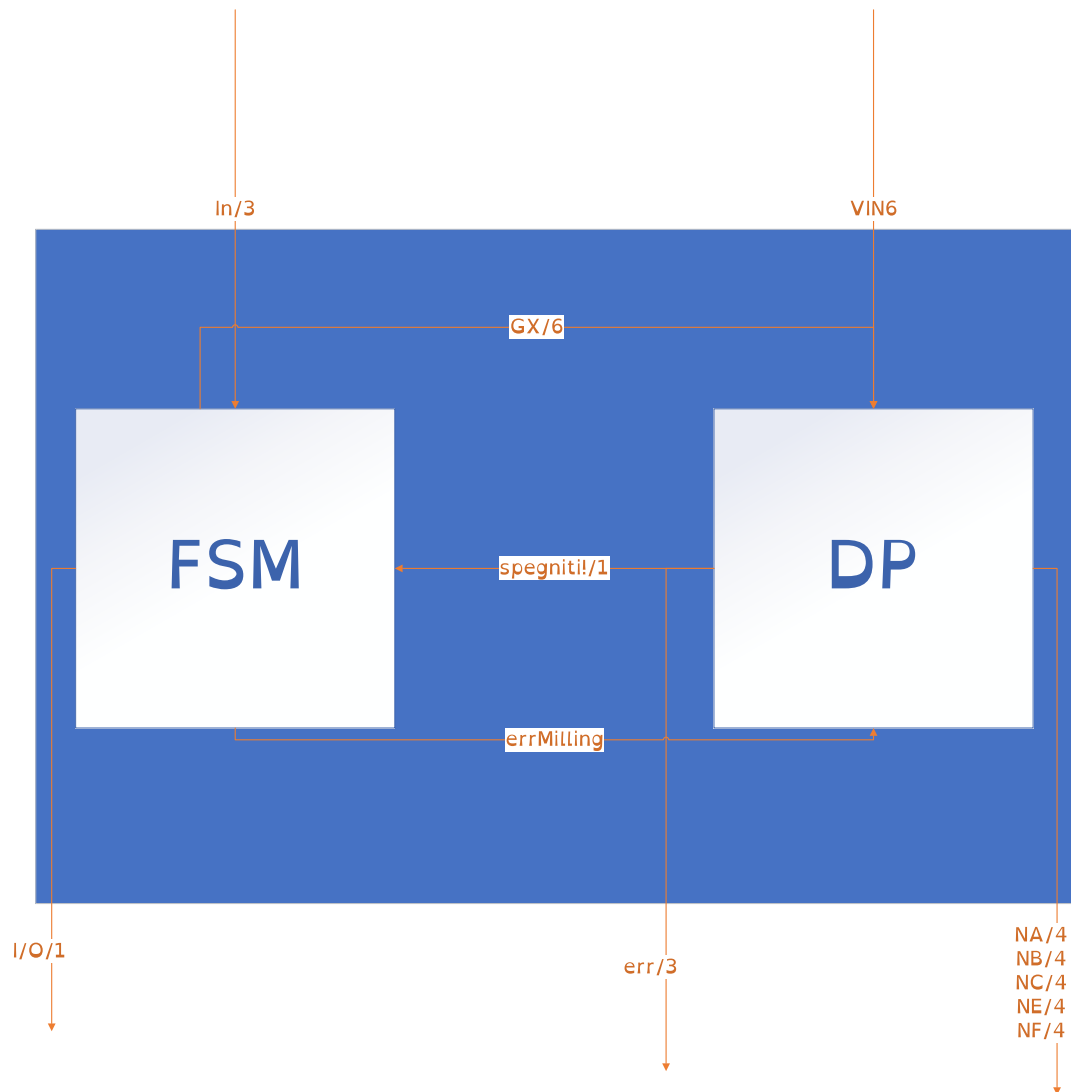 In/3
VIN6
GX/6
FSM
spegniti!/1
DP
errMilling
I/O/1
err/3
NA/4
NB/4
NC/4
NE/4
NF/4